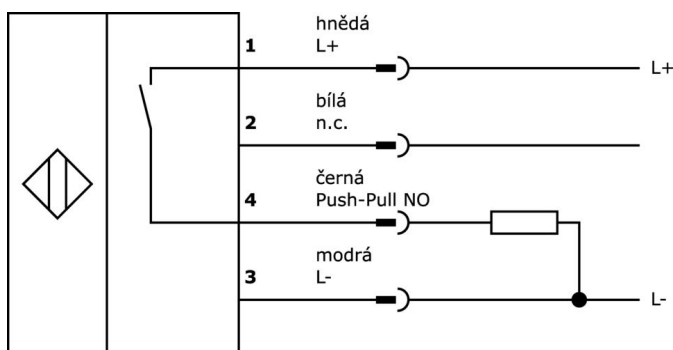 hnědá
1 L+
L+
bílá
2 n.c.
černá
4 Push-Pull NO
modrá
3 L-
L-